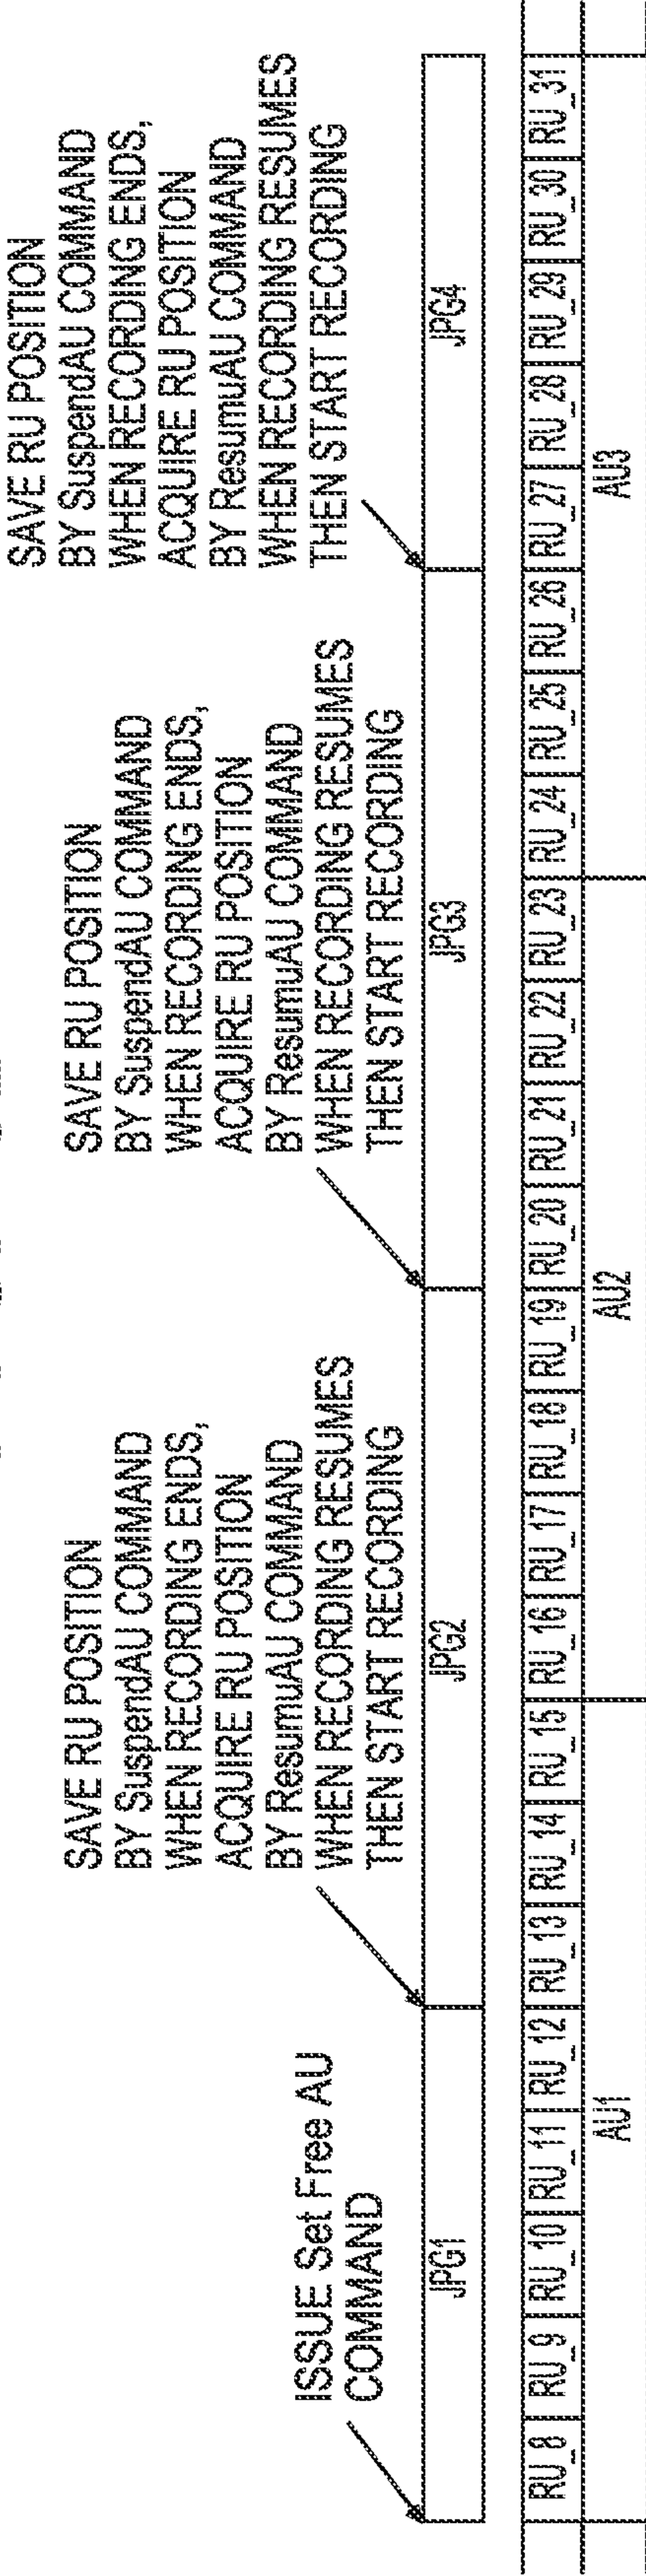 ISSUE Set Free AU
COMMAND
SAVE RU POSITION
BY SuspendAU COMMAND
WHEN RECORDING ENDS,
ACQUIRE RU POSITION
BY ResumuAU COMMAND
WHEN RECORDING RESUMES
THEN START RECORDING
SAVE RU POSITION
BY SuspendAU COMMAND
WHEN RECORDING ENDS,
ACQUIRE RU POSITION
BY ResumuAU COMMAND
WHEN RECORDING RESUMES
THEN START RECORDING
SAVE RU POSITION
BY SuspendAU COMMAND
WHEN RECORDING ENDS,
ACQUIRE RU POSITION
BY ResumuAU COMMAND
WHEN RECORDING RESUMES
THEN START RECORDING
JPG1 JPG2 JPG3 JPG4
RU_8 RU_9 RU_10 RU_11 RU_12 RU_13 RU_14 RU_15 RU_16 RU_17 RU_18 RU_19 RU_20 RU_21 RU_22 RU_23 RU_24 RU_25 RU_26 RU_27 RU_28 RU_29 RU_30 RU_31
AU1 AU2 AU3